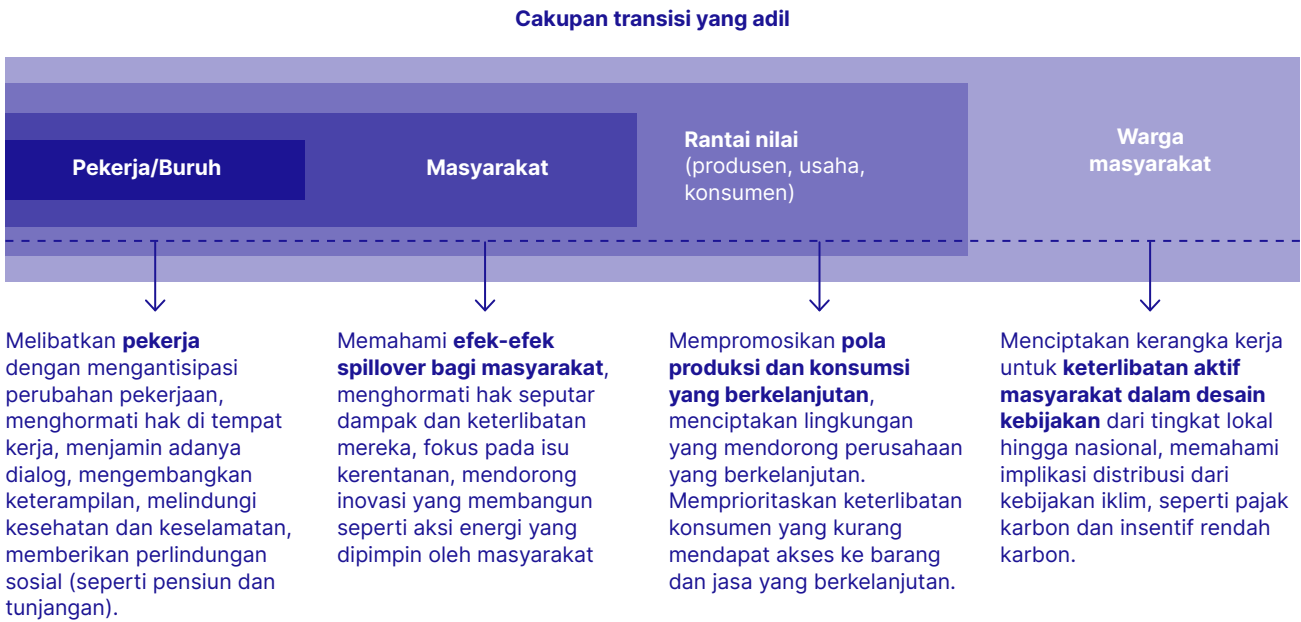 Cakupan transisi yang adil
Pekerja/Buruh
Masyarakat
Rantai nilai
(produsen, usaha,
konsumen)
Warga
masyarakat
Melibatkan pekerja
dengan mengantisipasi
perubahan pekerjaan,
menghormati hak di tempat
kerja, menjamin adanya
dialog, mengembangkan
keterampilan, melindungi
kesehatan dan keselamatan,
memberikan perlindungan
sosial (seperti pensiun dan
tunjangan).
Memahami efek-efek
spillover bagi masyarakat,
menghormati hak seputar
dampak dan keterlibatan
mereka, fokus pada isu
kerentanan, mendorong
inovasi yang membangun
seperti aksi energi yang
dipimpin oleh masyarakat
Mempromosikan pola
produksi dan konsumsi
yang berkelanjutan,
menciptakan lingkungan
yang mendorong perusahaan
yang berkelanjutan.
Memprioritaskan keterlibatan
konsumen yang kurang
mendapat akses ke barang
dan jasa yang berkelanjutan.
Menciptakan kerangka kerja
untuk keterlibatan aktif
masyarakat dalam desain
kebijakan dari tingkat lokal
hingga nasional, memahami
implikasi distribusi dari
kebijakan iklim, seperti pajak
karbon dan insentif rendah
karbon.